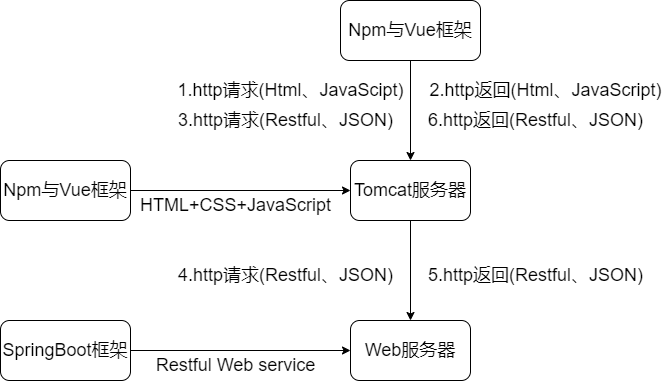 Npm与Vue框架
1.http请求(Html、JavaScipt)
2.http返回(Html、JavaScript)
3.http请求(Restful、JSON)
6.http返回(Restful、JSON)
Npm与Vue框架
HTML+CSS+JavaScript
Tomcat服务器
4.http请求(Restful、JSON)
5.http返回(Restful、JSON)
SpringBoot框架
Restful Web service
Web服务器